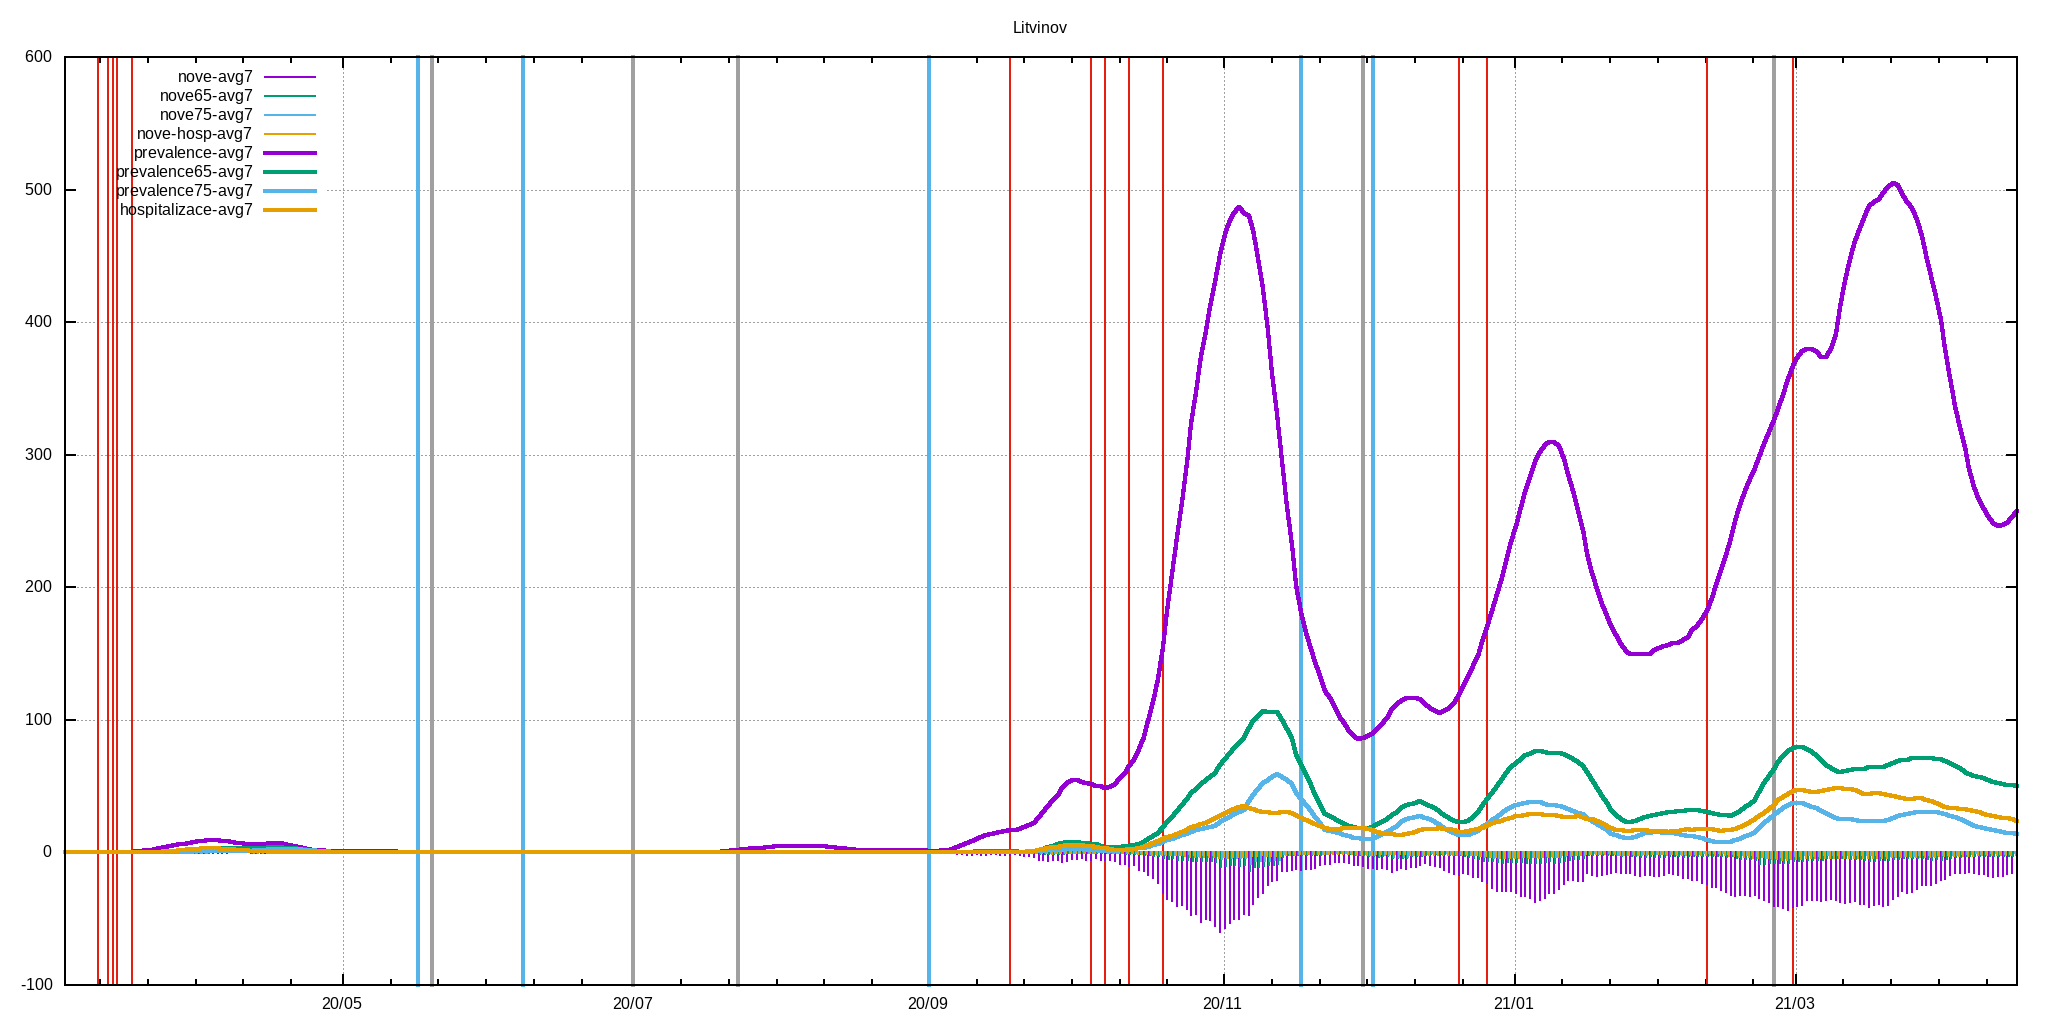 Litvinov
600
500
400
300
200
100
0
-100
nove-avg7
nove65-avg7
nove75-avg7
nove-hosp-avg7
prevalence-avg7
prevalence65-avg7
prevalence75-avg7
hospitalizace-avg7
20/05
20/07
20/09
20/11
21/01
21/03